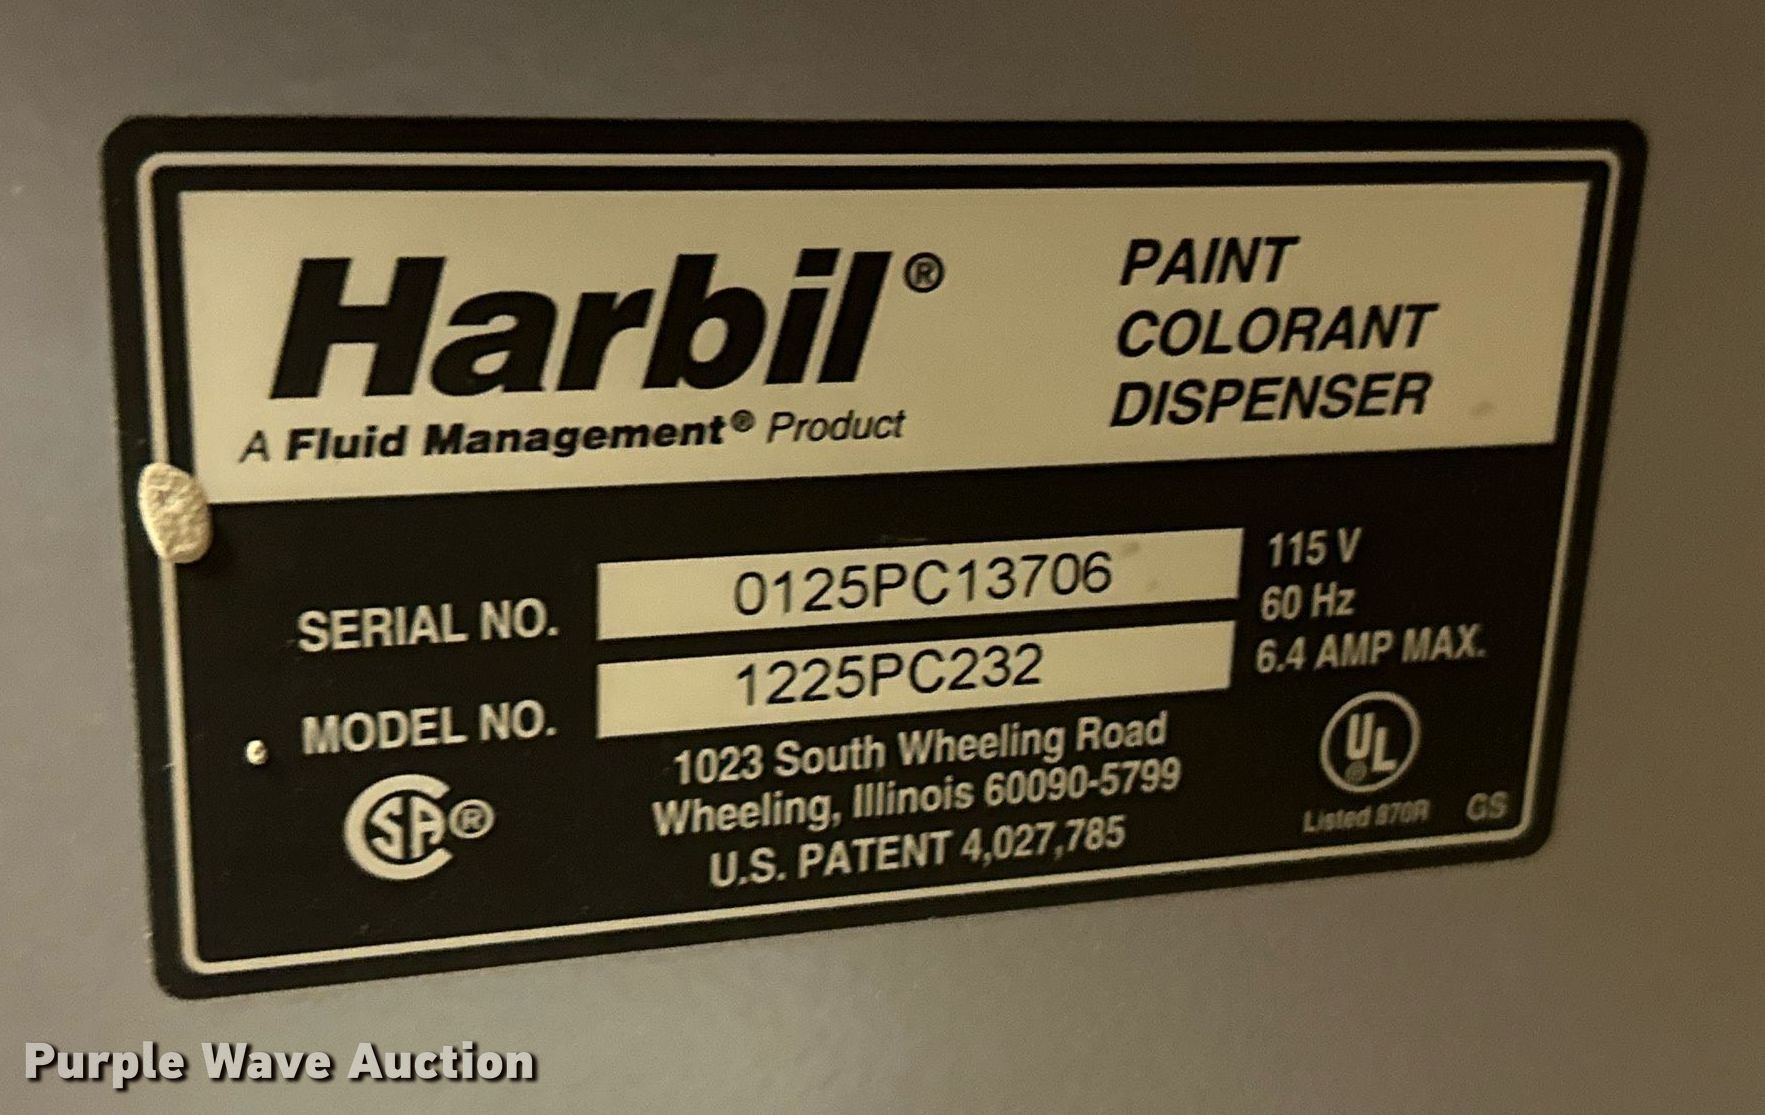 Harbil®
A Fluid Management® Product
PAINT
COLORANT
DISPENSER
SERIAL NO. 0125PC13706
MODEL NO. 1225PC232
115 V
60 Hz
6.4 AMP MAX.
1023 South Wheeling Road
Wheeling, Illinois 60090-5799
U.S. PATENT 4,027,785
SA®
UL®
Listed 870R GS
Purple Wave Auction